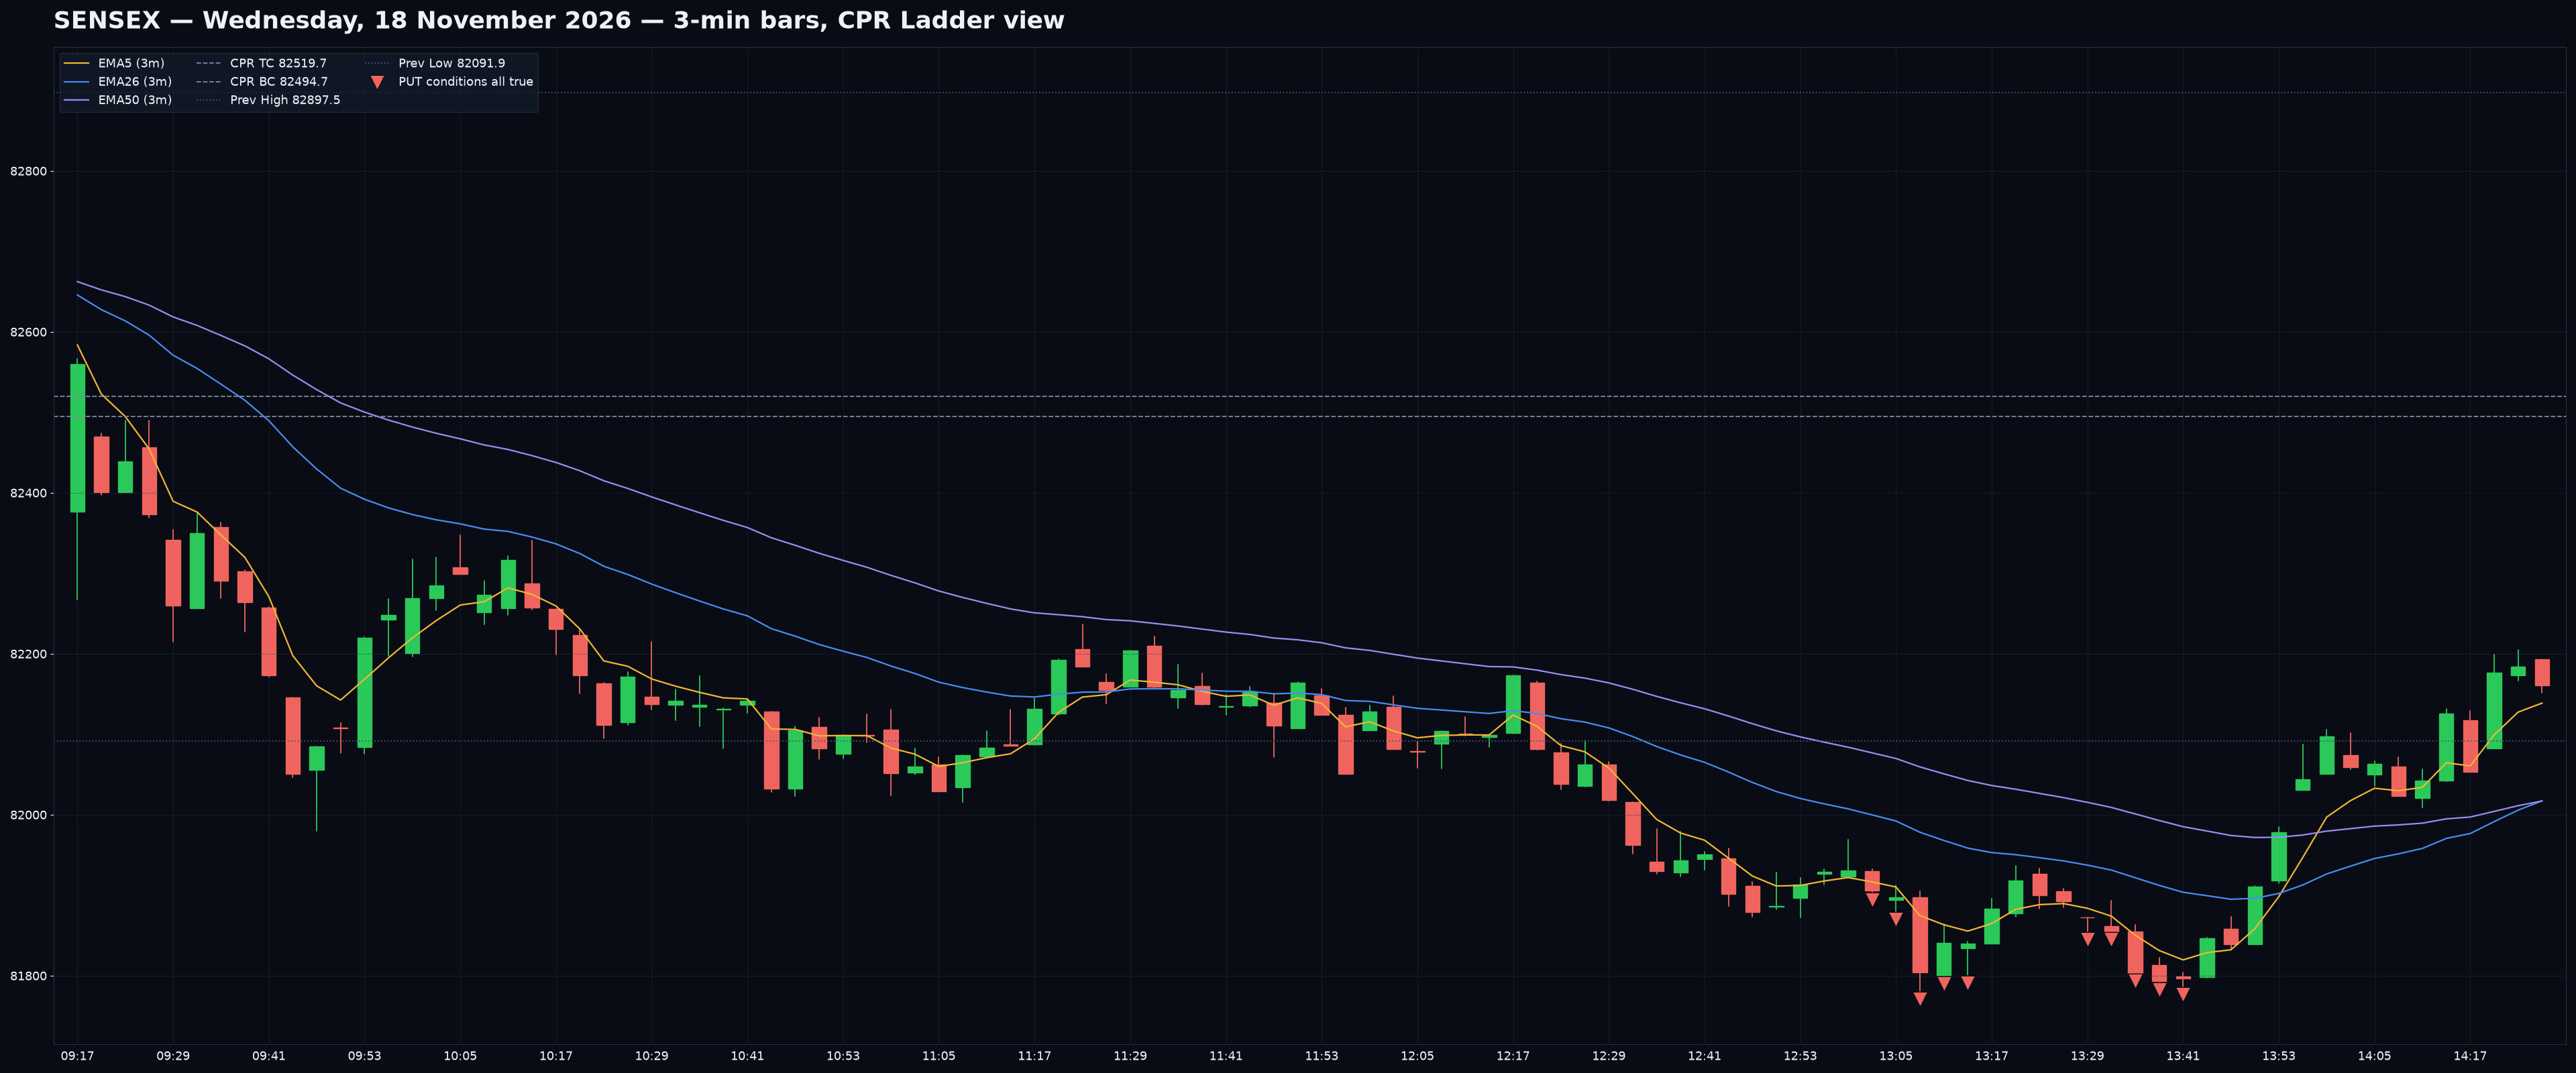 SENSEX — Wednesday, 18 November 2026 — 3-min bars, CPR Ladder view
EMA5 (3m)
EMA26 (3m)
EMA50 (3m)
CPR TC 82519.7
CPR BC 82494.7
Prev High 82897.5
Prev Low 82091.9
PUT conditions all true
82800
82600
82400
82200
82000
81800
09:17 09:29 09:41 09:53 10:05 10:17 10:29 10:41 10:53 11:05 11:17 11:29 11:41 11:53 12:05 12:17 12:29 12:41 12:53 13:05 13:17 13:29 13:41 13:53 14:05 14:17